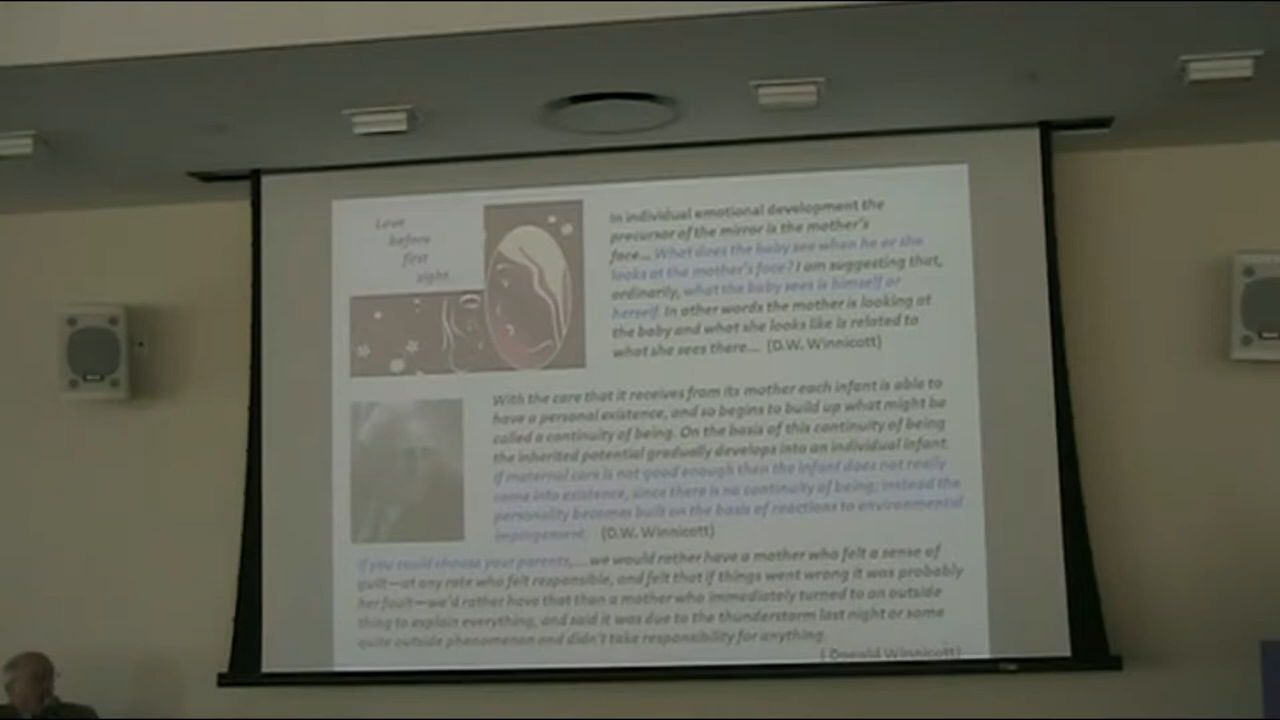 Love
before
first
sight
In individual emotional development the
precursor of the mirror is the mother's
face... What does the baby see when he or she
looks at the mother's face? I am suggesting that,
ordinarily, what the baby sees is himself or
herself. In other words the mother is looking at
the baby and what she looks like is related to
what she sees there... (D.W. Winnicott)
With the care that it receives from its mother each infant is able to
have a personal existence, and so begins to build up what might be
called a continuity of being. On the basis of this continuity of being
the inherited potential gradually develops into an individual infant.
If maternal care is not good enough then the infant does not really
come into existence, since there is no continuity of being; instead the
personality becomes built on the basis of reactions to environmental
impingement. (D.W. Winnicott)
If you could choose your parents,... we would rather have a mother who felt a sense of
guilt—at any rate who felt responsible, and felt that if things went wrong it was probably
her fault—we'd rather have that than a mother who immediately turned to an outside
thing to explain everything, and said it was due to the thunderstorm last night or some
quite outside phenomenon and didn't take responsibility for anything.
( Donald Winnicott)